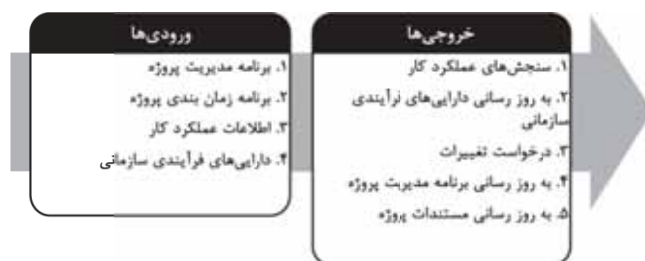 ورودی‌ها
۱. برنامه مدیریت پروژه
۲. برنامه زمان بندی پروژه
۳. اطلاعات عملکرد کار
۴. دارایی‌های فرآیندی سازمانی
خروجی‌ها
۱. سنجش‌های عملکرد کار
۲. به روز رسانی دارایی‌های فرآیندی
سازمانی
۳. درخواست تغییرات
۴. به روز رسانی برنامه مدیریت پروژه
۵. به روز رسانی مستندات پروژه